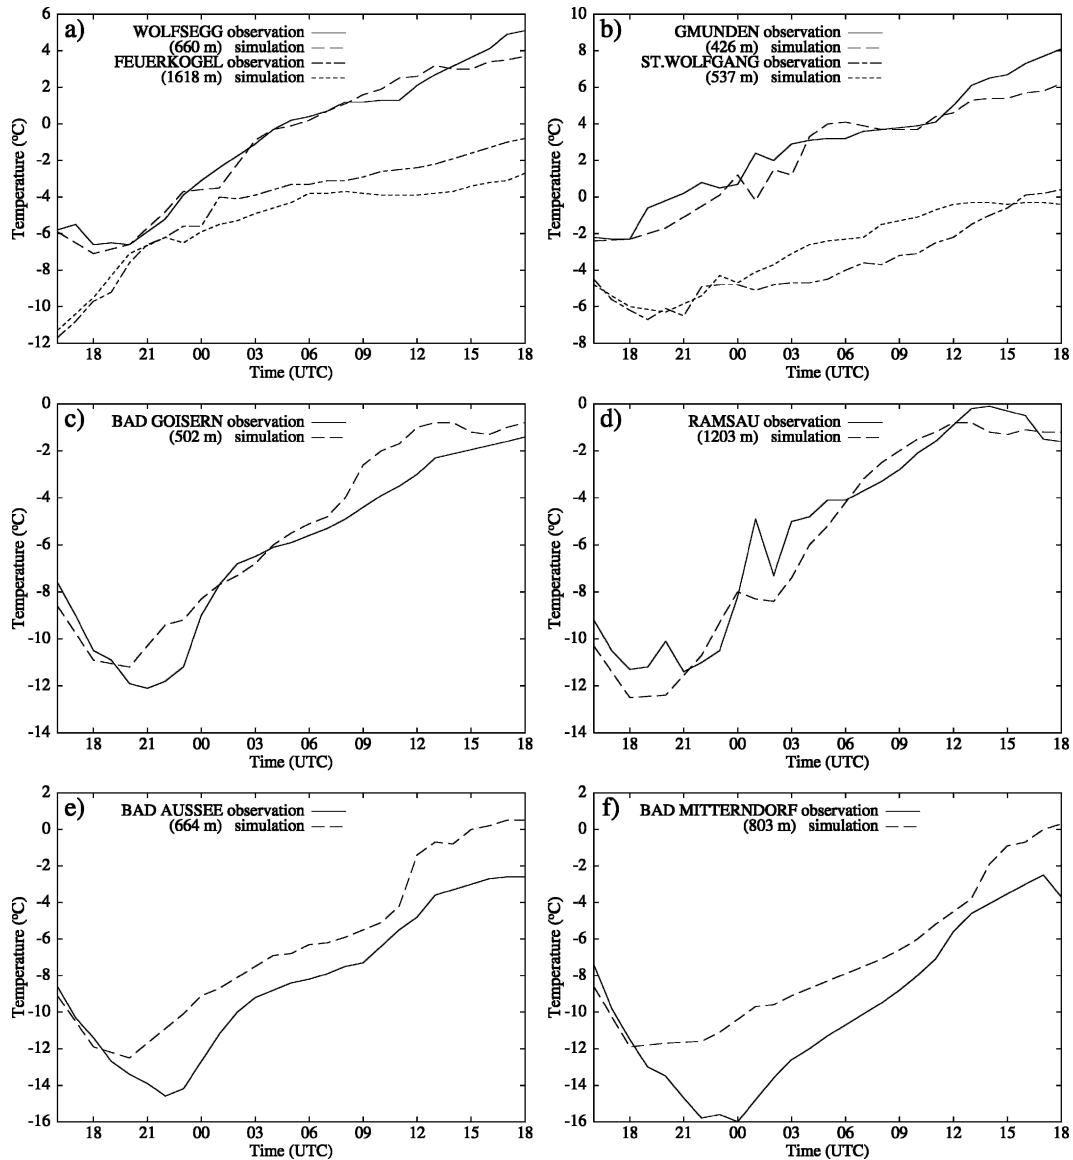 a)
WOLFSEGG observation
(660 m) simulation
FEUERKOGEL observation
(1618 m) simulation
Temperature (ºC)
6
4
2
0
-2
-4
-6
-8
-10
-12
18 21 00 03 06 09 12 15 18
Time (UTC)
b)
GMUNDEN observation
(426 m) simulation
ST.WOLFGANG observation
(537 m) simulation
Temperature (ºC)
10
8
6
4
2
0
-2
-4
-6
-8
18 21 00 03 06 09 12 15 18
Time (UTC)
c)
BAD GOISERN observation
(502 m) simulation
Temperature (ºC)
0
-2
-4
-6
-8
-10
-12
-14
18 21 00 03 06 09 12 15 18
Time (UTC)
d)
RAMSAU observation
(1203 m) simulation
Temperature (ºC)
0
-2
-4
-6
-8
-10
-12
-14
18 21 00 03 06 09 12 15 18
Time (UTC)
e)
BAD AUSSEE observation
(664 m) simulation
Temperature (ºC)
2
0
-2
-4
-6
-8
-10
-12
-14
-16
18 21 00 03 06 09 12 15 18
Time (UTC)
f)
BAD MITTERNDORF observation
(803 m) simulation
Temperature (ºC)
2
0
-2
-4
-6
-8
-10
-12
-14
-16
18 21 00 03 06 09 12 15 18
Time (UTC)